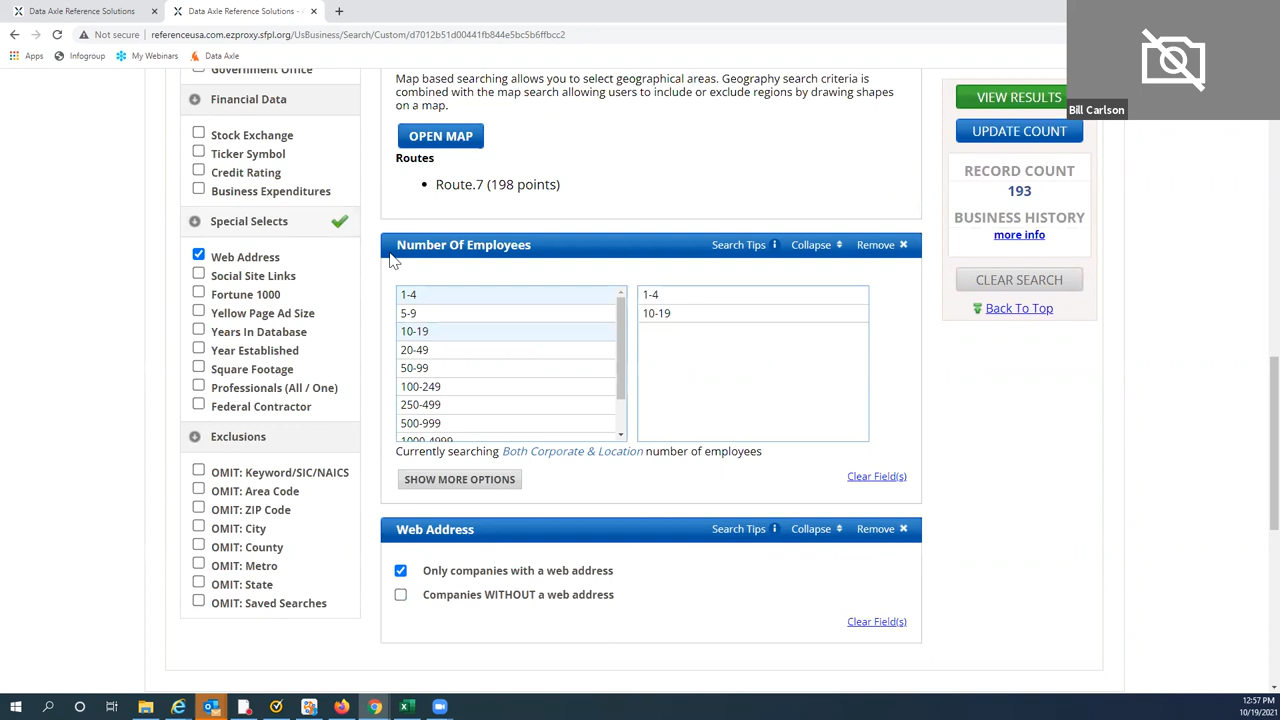 Data Axle Reference Solutions
Data Axle Reference Solutions -
Not secure
referenceusa.com.ezproxy.sfpl.org/UsBusiness/Search/Custom/d7012b51d00441fb844e5bc5b6ffbcc2
Apps
Infogroup
My Webinars
Data Axle
Bill Carlson
Government Office
Financial Data
Stock Exchange
Ticker Symbol
Credit Rating
Business Expenditures
Special Selects
Web Address
Social Site Links
Fortune 1000
Yellow Page Ad Size
Years In Database
Year Established
Square Footage
Professionals (All / One)
Federal Contractor
Exclusions
OMIT: Keyword/SIC/NAICS
OMIT: Area Code
OMIT: ZIP Code
OMIT: City
OMIT: County
OMIT: Metro
OMIT: State
OMIT: Saved Searches
Map based searching allows you to select geographical areas. Geography search criteria is
combined with the map search allowing users to include or exclude regions by drawing shapes
on a map.
OPEN MAP
Routes
• Route.7 (198 points)
Number Of Employees
Search Tips
Collapse
Remove
1-4
5-9
10-19
20-49
50-99
100-249
250-499
500-999
1000-4999
1-4
10-19
Currently searching Both Corporate & Location number of employees
SHOW MORE OPTIONS
Clear Field(s)
Web Address
Search Tips
Collapse
Remove
Only companies with a web address
Companies WITHOUT a web address
Clear Field(s)
VIEW RESULTS
UPDATE COUNT
RECORD COUNT
193
BUSINESS HISTORY
more info
CLEAR SEARCH
Back To Top
12:57 PM
10/19/2021